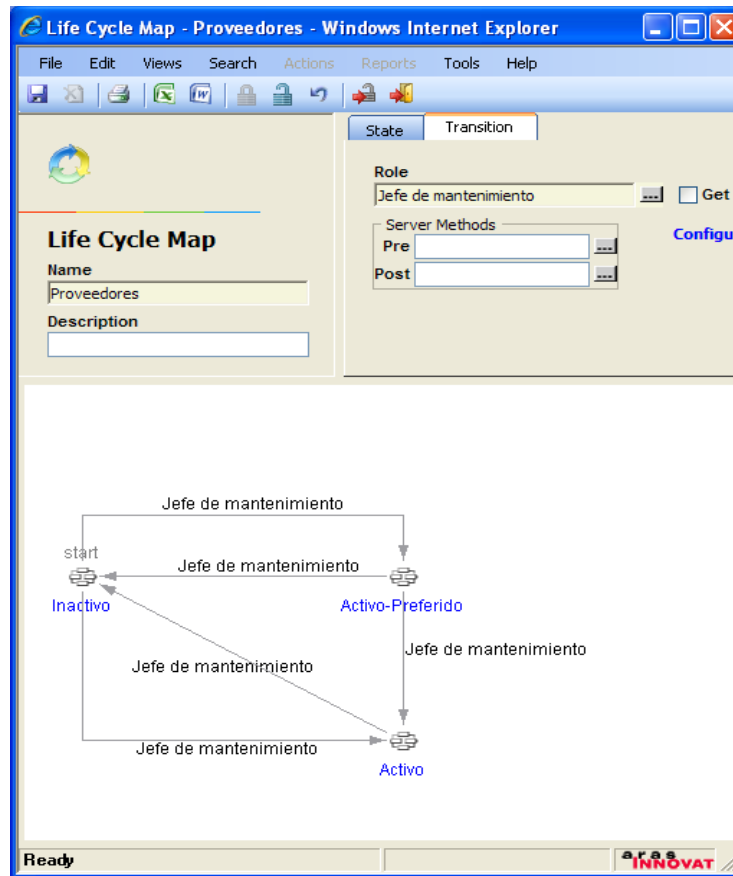 Life Cycle Map - Proveedores - Windows Internet Explorer
File Edit Views Search Actions Reports Tools Help
State Transition
Role
Jefe de mantenimiento ... Get
Server Methods
Configu
Pre ...
Post ...
Life Cycle Map
Name
Proveedores
Description
Jefe de mantenimiento
start
Jefe de mantenimiento
Inactivo
Activo-Preferido
Jefe de mantenimiento
Jefe de mantenimiento
Jefe de mantenimiento
Activo
Ready
aras INNOVAT